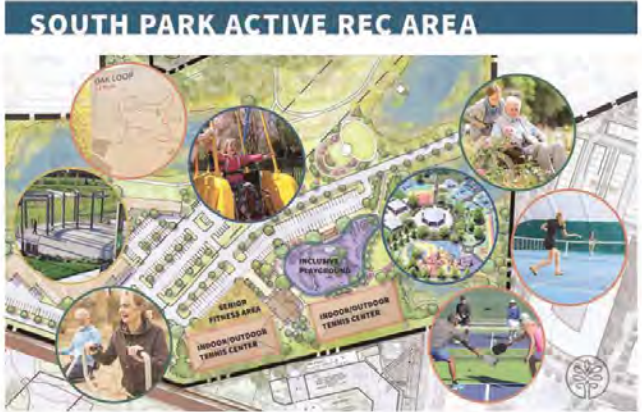 SOUTH PARK ACTIVE REC AREA
OAK LOOP
INCLUSIVE
PLAYGROUND
SENIOR
FITNESS AREA
INDOOR/OUTDOOR
TENNIS CENTER
INDOOR/OUTDOOR
TENNIS CENTER